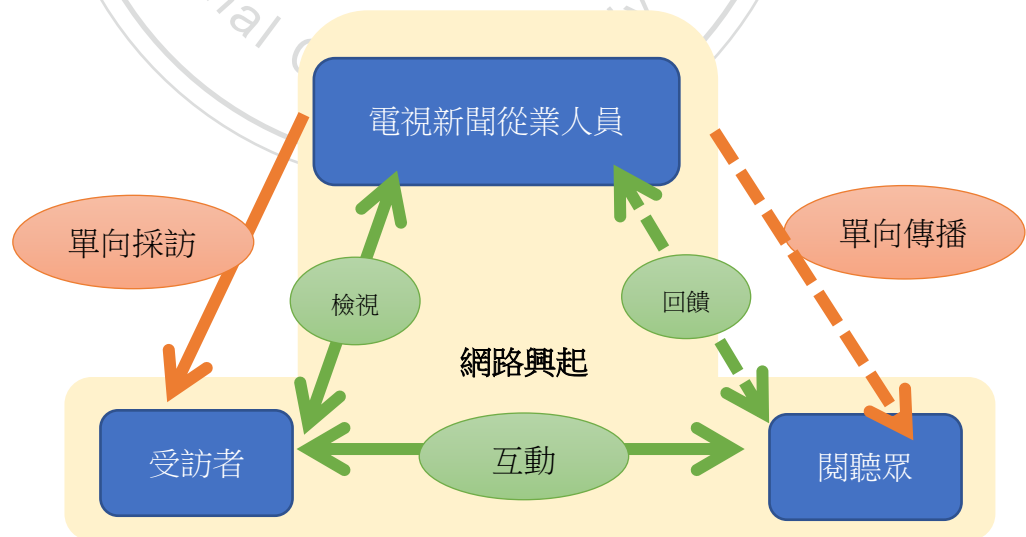 電視新聞從業人員
單向採訪
單向傳播
檢視
回饋
網路興起
受訪者
互動
閱聽眾